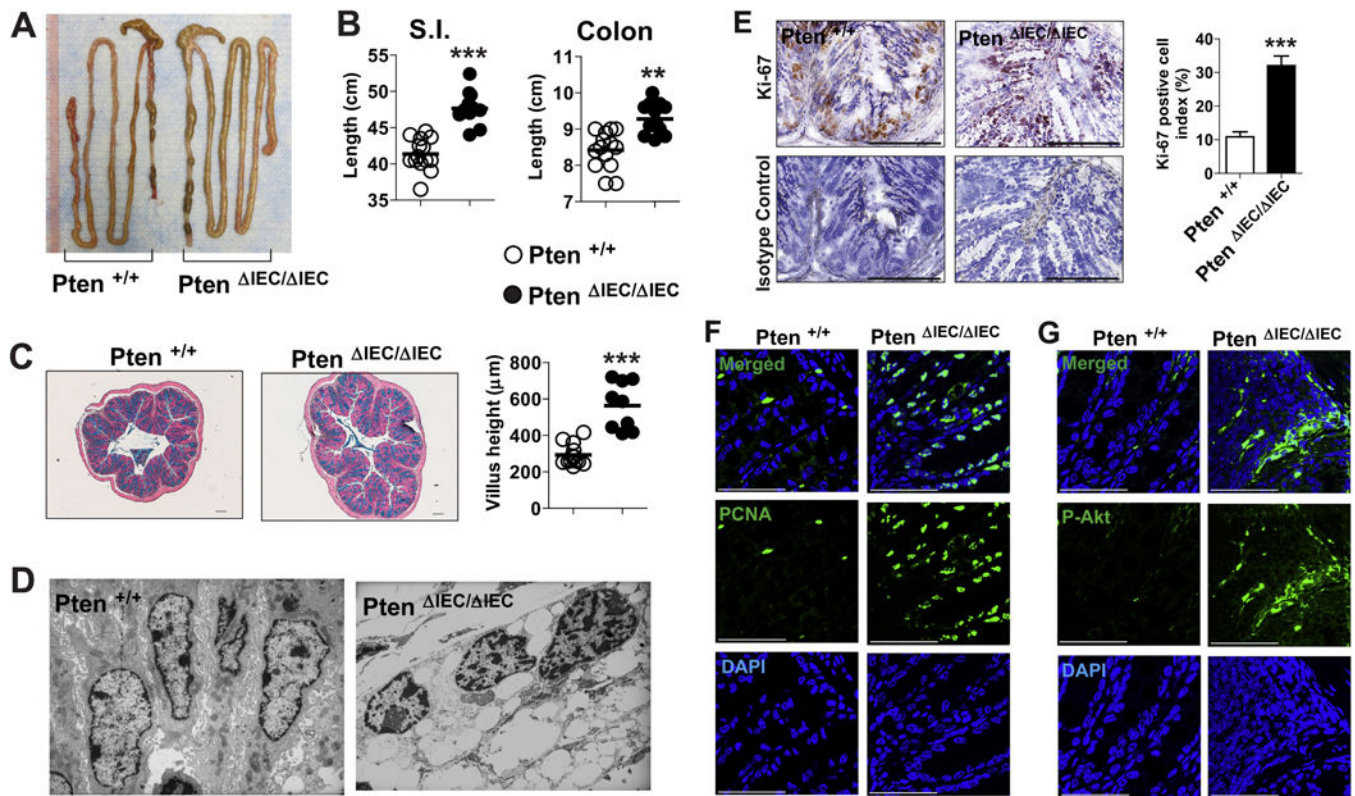 A
Pten +/+
Pten ΔIEC/ΔIEC
B
S.I.
***
Length (cm)
55
50
45
40
35
Colon
**
Length (cm)
10
9
8
7
6
Pten +/+
Pten ΔIEC/ΔIEC
C
Pten +/+
Pten ΔIEC/ΔIEC
***
Villus height (μm)
800
600
400
200
0
D
Pten +/+
Pten ΔIEC/ΔIEC
E
Pten +/+
Pten ΔIEC/ΔIEC
Ki-67
Isotype Control
***
Ki-67 postive cell
index (%)
40
30
20
10
0
Pten +/+
Pten ΔIEC/ΔIEC
F
Pten +/+
Pten ΔIEC/ΔIEC
Merged
PCNA
DAPI
G
Pten +/+
Pten ΔIEC/ΔIEC
Merged
P-Akt
DAPI